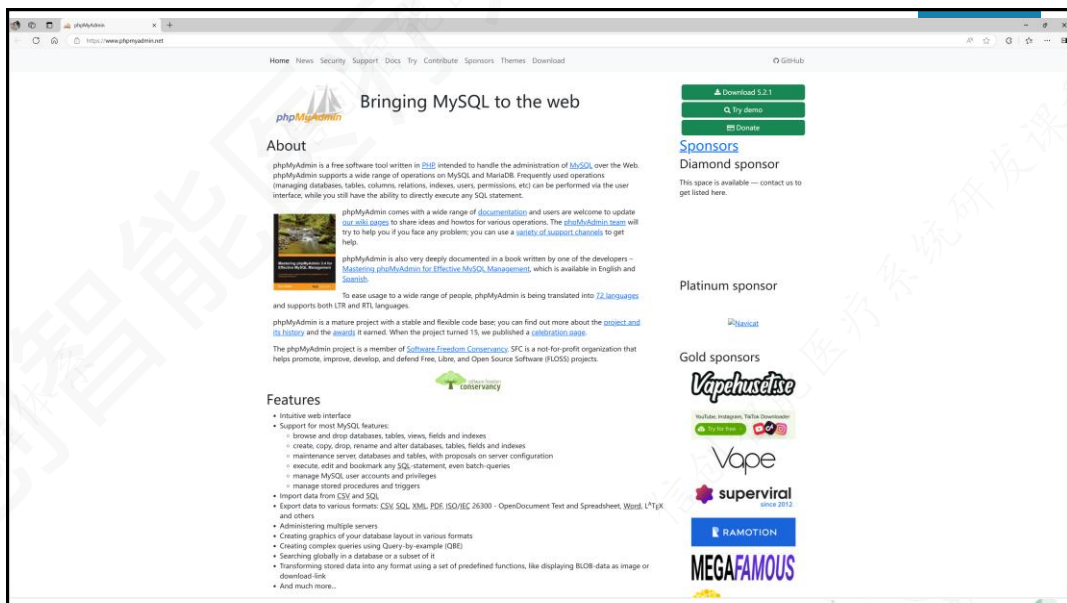 phpMyAdmin
https://www.phpmyadmin.net
Home News Security Support Docs Try Contribute Sponsors Themes Download
GitHub
phpMyAdmin
Bringing MySQL to the web
About
phpMyAdmin is a free software tool written in PHP, intended to handle the administration of MySQL over the Web.
phpMyAdmin supports a wide range of operations on MySQL and MariaDB. Frequently used operations
(managing databases, tables, columns, relations, indexes, users, permissions, etc) can be performed via the user
interface, while you still have the ability to directly execute any SQL statement.
phpMyAdmin comes with a wide range of documentation and users are welcome to update
our wiki pages to share ideas and howtos for various operations. The phpMyAdmin team will
try to help you if you face any problem; you can use a variety of support channels to get
help.
Mastering phpMyAdmin 3.4 for
Effective MySQL Management
phpMyAdmin is also very deeply documented in a book written by one of the developers –
Mastering phpMyAdmin for Effective MySQL Management, which is available in English and
Spanish.
To ease usage to a wide range of people, phpMyAdmin is being translated into 72 languages
and supports both LTR and RTL languages.
phpMyAdmin is a mature project with a stable and flexible code base; you can find out more about the project and
its history and the awards it earned. When the project turned 15, we published a celebration page.
The phpMyAdmin project is a member of Software Freedom Conservancy. SFC is a not-for-profit organization that
helps promote, improve, develop, and defend Free, Libre, and Open Source Software (FLOSS) projects.
software freedom
conservancy
Features
• Intuitive web interface
• Support for most MySQL features:
◦ browse and drop databases, tables, views, fields and indexes
◦ create, copy, drop, rename and alter databases, tables, fields and indexes
◦ maintenance server, databases and tables, with proposals on server configuration
◦ execute, edit and bookmark any SQL-statement, even batch-queries
◦ manage MySQL user accounts and privileges
◦ manage stored procedures and triggers
• Import data from CSV and SQL
• Export data to various formats: CSV, SQL, XML, PDF, ISO/IEC 26300 - OpenDocument Text and Spreadsheet, Word, LATEX
and others
• Administering multiple servers
• Creating graphics of your database layout in various formats
• Creating complex queries using Query-by-example (QBE)
• Searching globally in a database or a subset of it
• Transforming stored data into any format using a set of predefined functions, like displaying BLOB-data as image or
download-link
• And much more...
Download 5.2.1
Try demo
Donate
Sponsors
Diamond sponsor
This space is available — contact us to
get listed here.
Platinum sponsor
Navicat
Gold sponsors
Vapehuset.se
YouTube, Instagram, TikTok Downloader
Try for free
Vape
superviral
since 2012
RAMOTION
MEGAFAMOUS